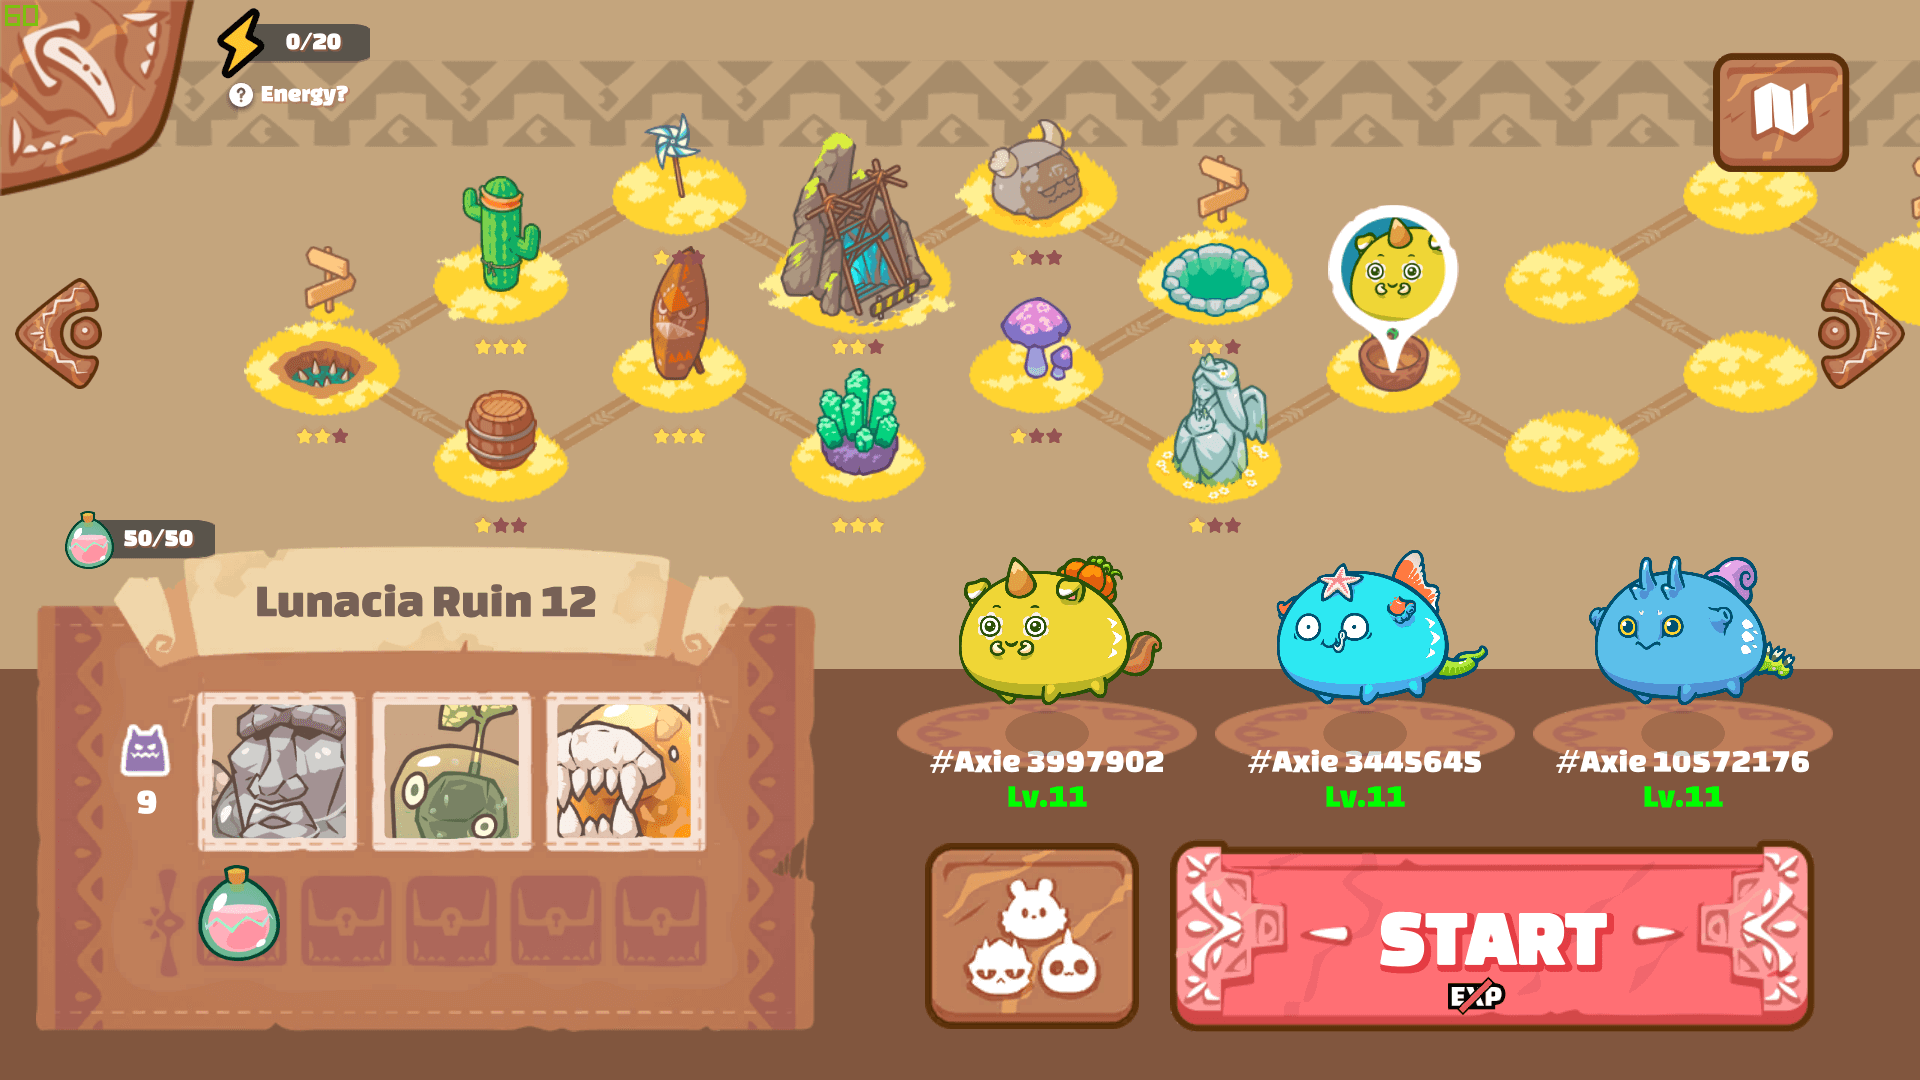 60
0/20
? Energy?
50/50
Lunacia Ruin 12
9
#Axie 3997902
Lv.11
#Axie 3445645
Lv.11
#Axie 10572176
Lv.11
START
EXP